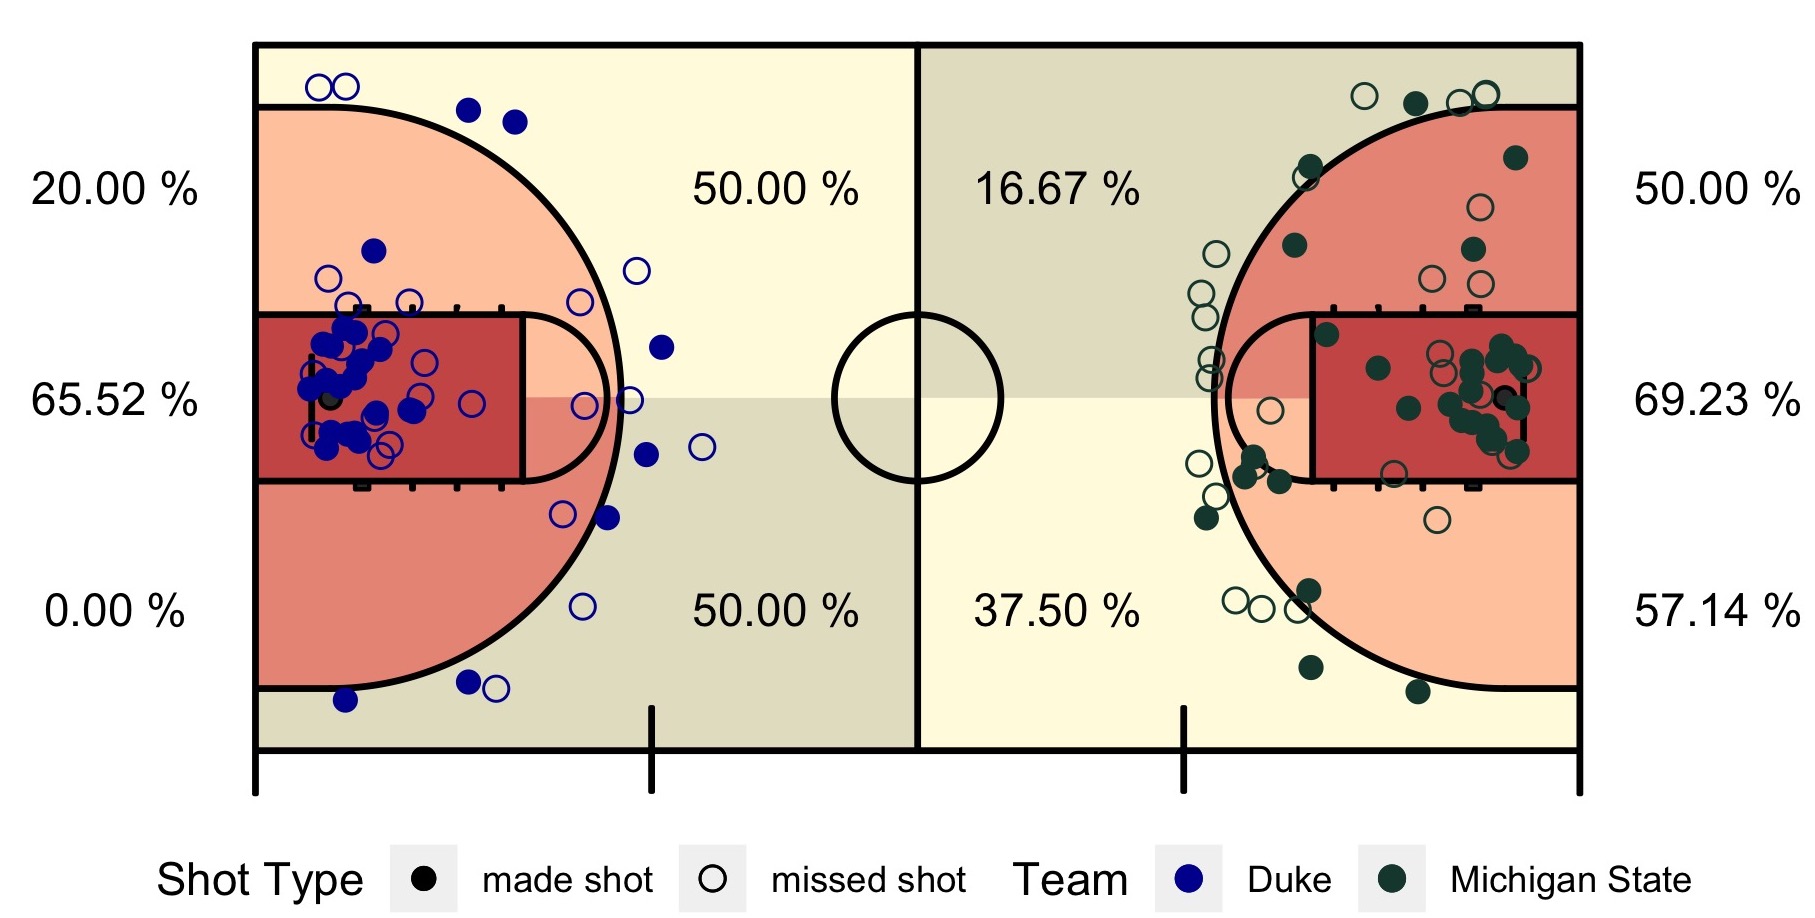 20.00 % 50.00 % 16.67 % 50.00 %
65.52 % 69.23 %
0.00 % 50.00 % 37.50 % 57.14 %
Shot Type made shot missed shot Team Duke Michigan State